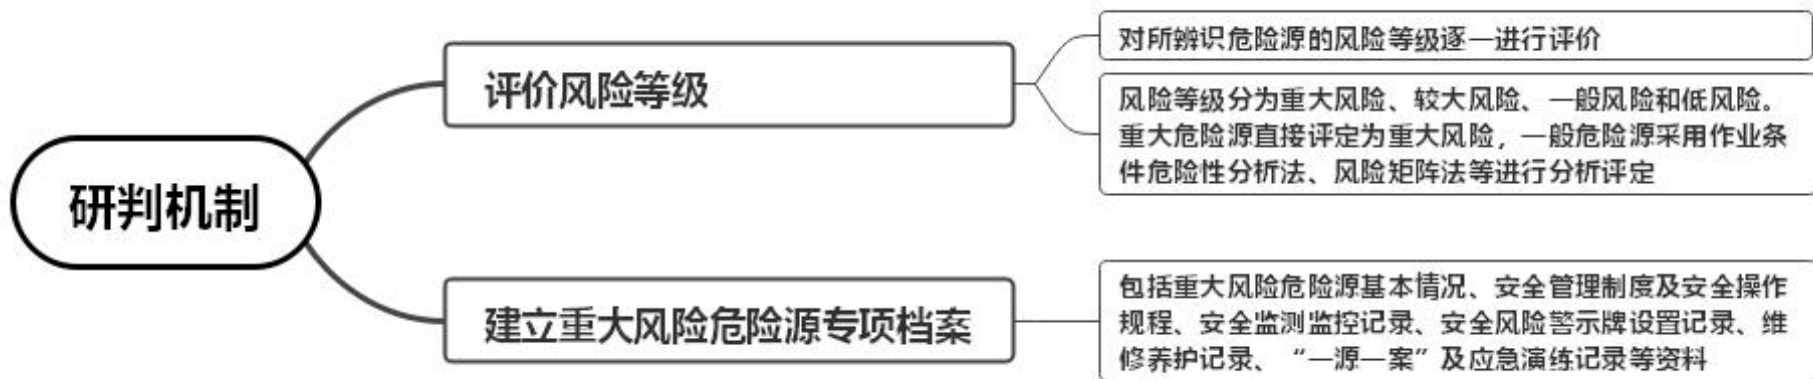 研判机制
评价风险等级
对所辨识危险源的风险等级逐一进行评价
风险等级分为重大风险、较大风险、一般风险和低风险。
重大危险源直接评定为重大风险，一般危险源采用作业条
件危险性分析法、风险矩阵法等进行分析评定
建立重大风险危险源专项档案
包括重大风险危险源基本情况、安全管理制度及安全操作
规程、安全监测监控记录、安全风险警示牌设置记录、维
修养护记录、“一源一案”及应急演练记录等资料